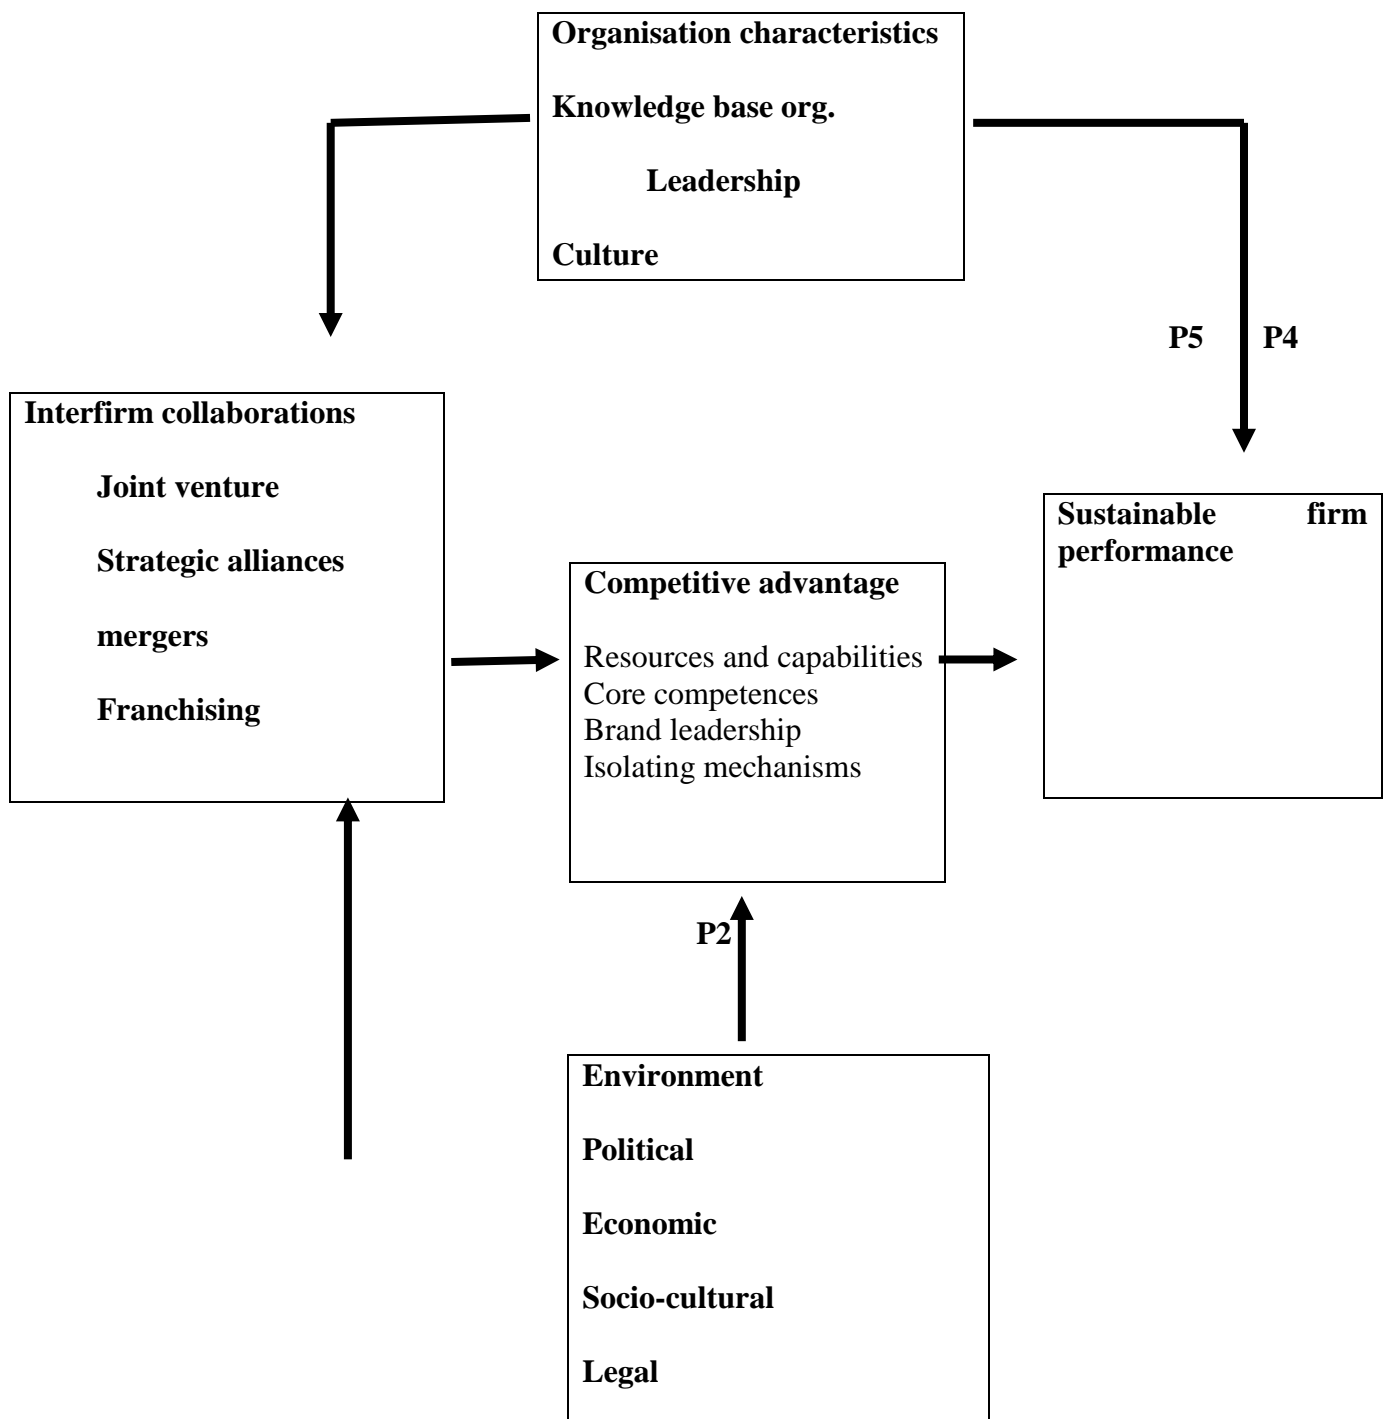 Organisation characteristics
Knowledge base org.
Leadership
Culture
P5
P4
Interfirm collaborations
Joint venture
Strategic alliances
mergers
Franchising
Competitive advantage
Resources and capabilities
Core competences
Brand leadership
Isolating mechanisms
Sustainable firm
performance
P2
Environment
Political
Economic
Socio-cultural
Legal